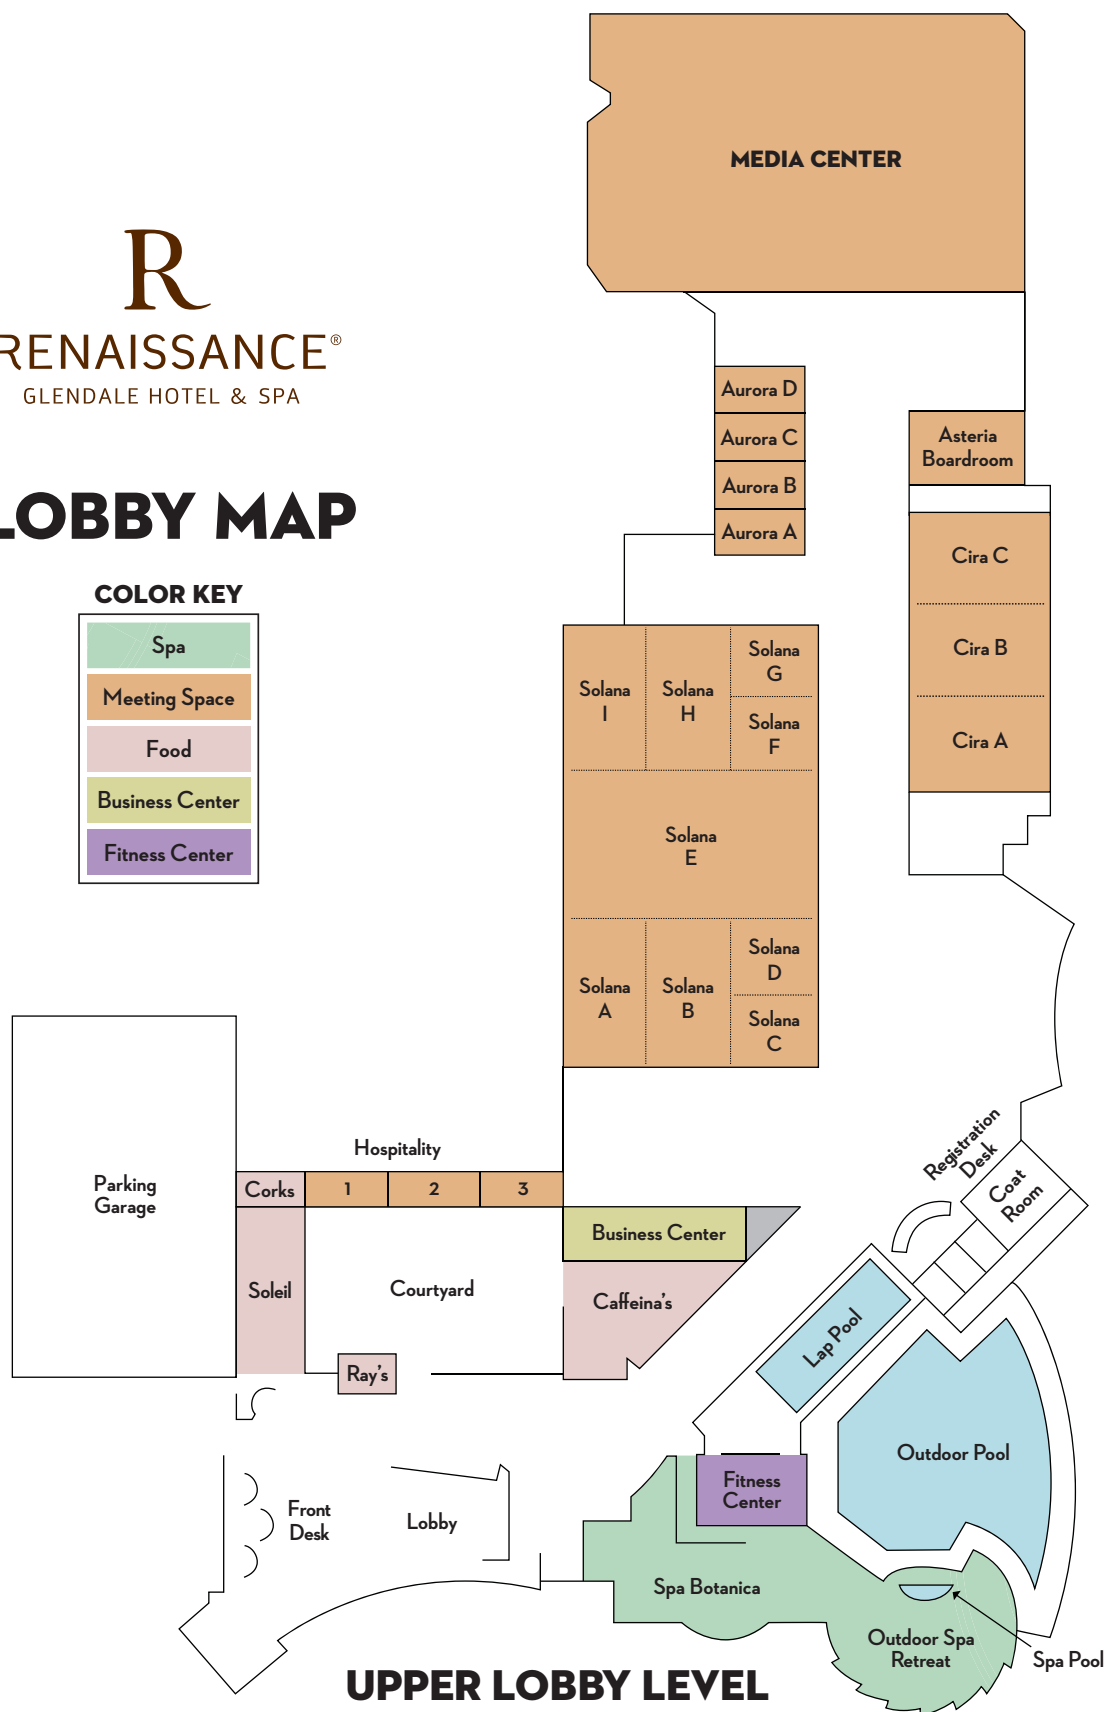 MEDIA CENTER
R
RENAISSANCE®
GLENDALE HOTEL & SPA
LOBBY MAP
COLOR KEY
Spa
Meeting Space
Food
Business Center
Fitness Center
Aurora D
Aurora C
Aurora B
Aurora A
Asteria
Boardroom
Cira C
Cira B
Cira A
Solana
I
Solana
H
Solana
G
Solana
F
Solana
E
Solana
A
Solana
B
Solana
D
Solana
C
Parking
Garage
Hospitality
Corks
1
2
3
Soleil
Courtyard
Ray's
Business Center
Caffeina's
Registration
Desk
Coat
Room
Lap Pool
Outdoor Pool
Fitness
Center
Front
Desk
Lobby
Spa Botanica
Outdoor Spa
Retreat
Spa Pool
UPPER LOBBY LEVEL